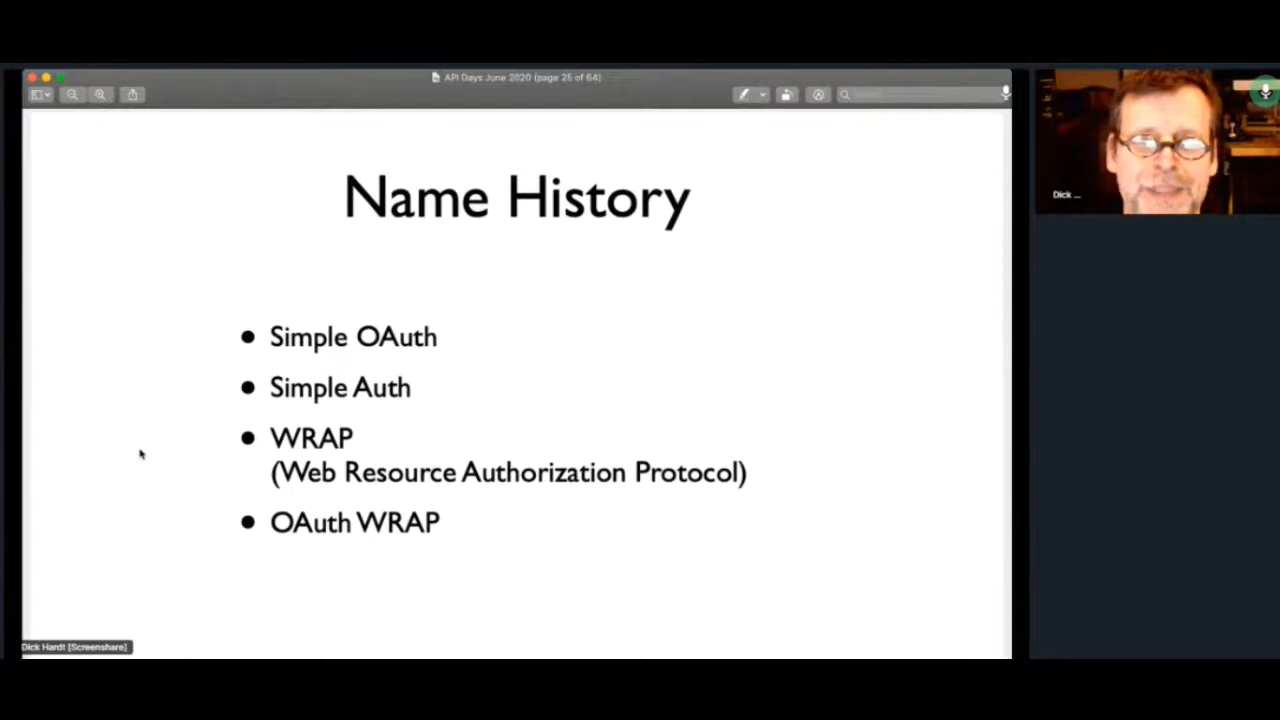 API Days June 2020 (page 25 of 64)
Name History
• Simple OAuth
• Simple Auth
• WRAP
(Web Resource Authorization Protocol)
• OAuth WRAP
Dick Hardt [Screenshare]
Dick ...